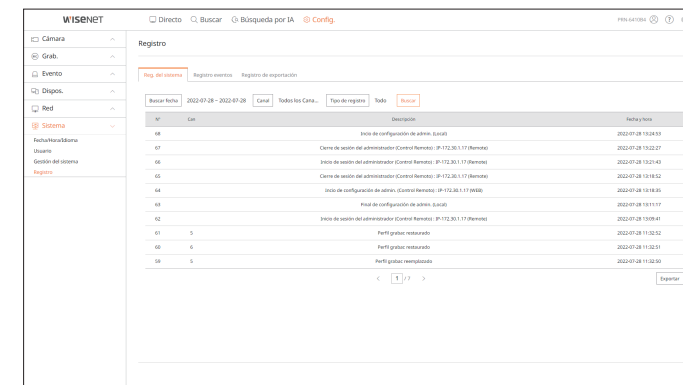 WISENET
Directo Buscar Búsqueda por IA Config.
Cámara
Grab.
Evento
Dispos.
Red
Sistema
Fecha/Hora/Idioma
Usuario
Gestión del sistema
Registro
Registro
Reg. del sistema Registro eventos Registro de exportación
Buscar fecha 2022-07-28 ~ 2022-07-28 Canal Todos los Cana... Tipo de registro Todo Buscar
Nº Can Descripción Fecha y hora
68 Inicio de configuración de admin. (Local) 2022-07-28 13:24:53
67 Cierre de sesión del administrador (Control Remoto) : IP-172.30.1.17 (Remote) 2022-07-28 13:22:27
66 Inicio de sesión del administrador (Control Remoto) : IP-172.30.1.17 (Remote) 2022-07-28 13:21:43
65 Cierre de sesión del administrador (Control Remoto) : IP-172.30.1.17 (Remote) 2022-07-28 13:18:52
64 Inicio de configuración de admin. (Control Remoto) : IP-172.30.1.17 (WEB) 2022-07-28 13:18:35
63 Final de configuración de admin. (Local) 2022-07-28 13:11:17
62 Inicio de sesión del administrador (Control Remoto) : IP-172.30.1.17 (Remote) 2022-07-28 13:09:41
61 5 Perfil grabac restaurado 2022-07-28 11:32:52
60 6 Perfil grabac restaurado 2022-07-28 11:32:51
59 5 Perfil grabac reemplazado 2022-07-28 11:32:50
1 / 7
Exportar